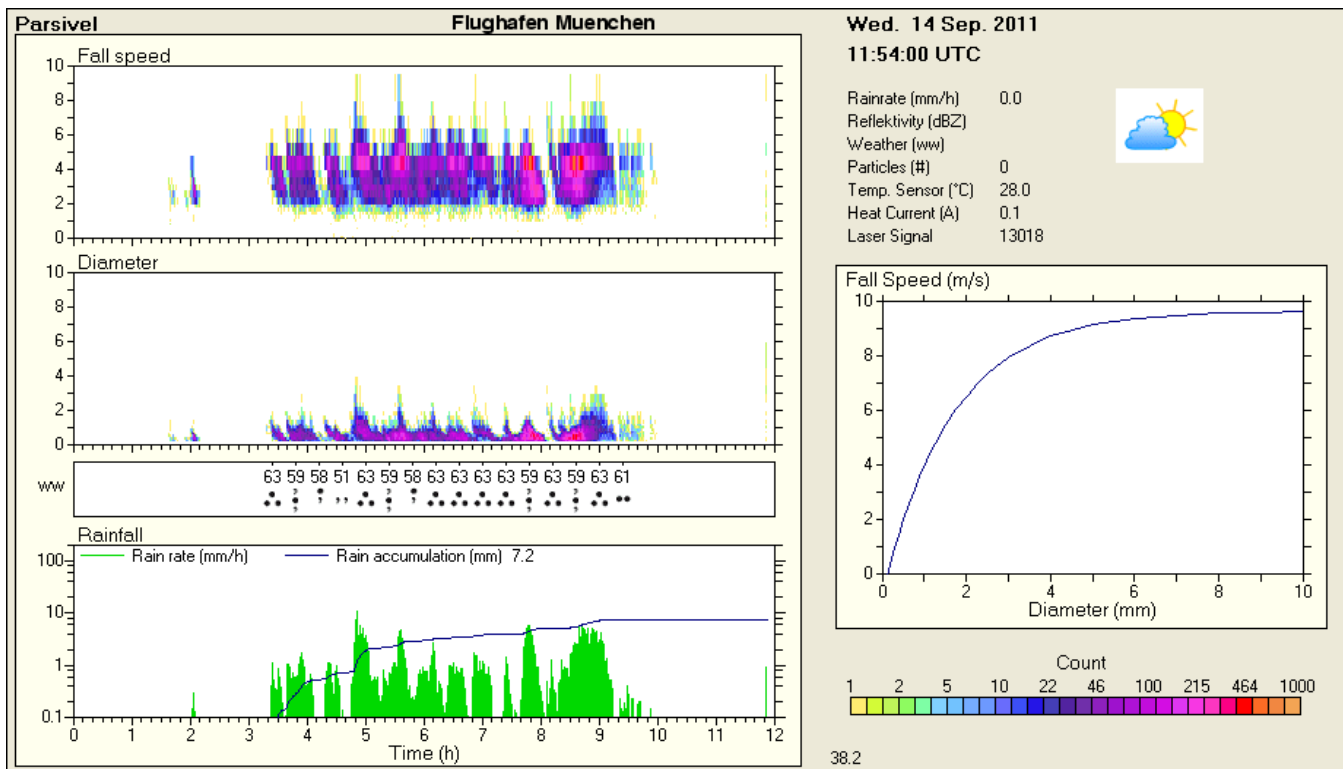 Parsivel
Flughafen Muenchen
Fall speed
10
8
6
4
2
0
Diameter
10
8
6
4
2
0
ww
63 59 58 51 63 59 58 63 63 63 63 59 63 59 63 61
Rainfall
Rain rate (mm/h) Rain accumulation (mm) 7.2
100
10
1
0.1
0 1 2 3 4 5 6 7 8 9 10 11 12
Time (h)
Wed. 14 Sep. 2011
11:54:00 UTC
Rainrate (mm/h) 0.0
Reflektivity (dBZ)
Weather (ww)
Particles (#) 0
Temp. Sensor (°C) 28.0
Heat Current (A) 0.1
Laser Signal 13018
Fall Speed (m/s)
10
8
6
4
2
0
0 2 4 6 8 10
Diameter (mm)
Count
1 2 5 10 22 46 100 215 464 1000
38.2